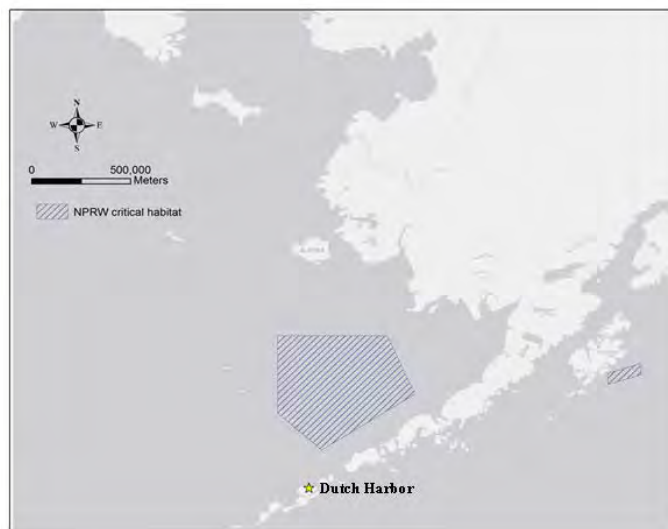 N
W E
S
0 500,000
Meters
NPRW critical habitat
Dutch Harbor